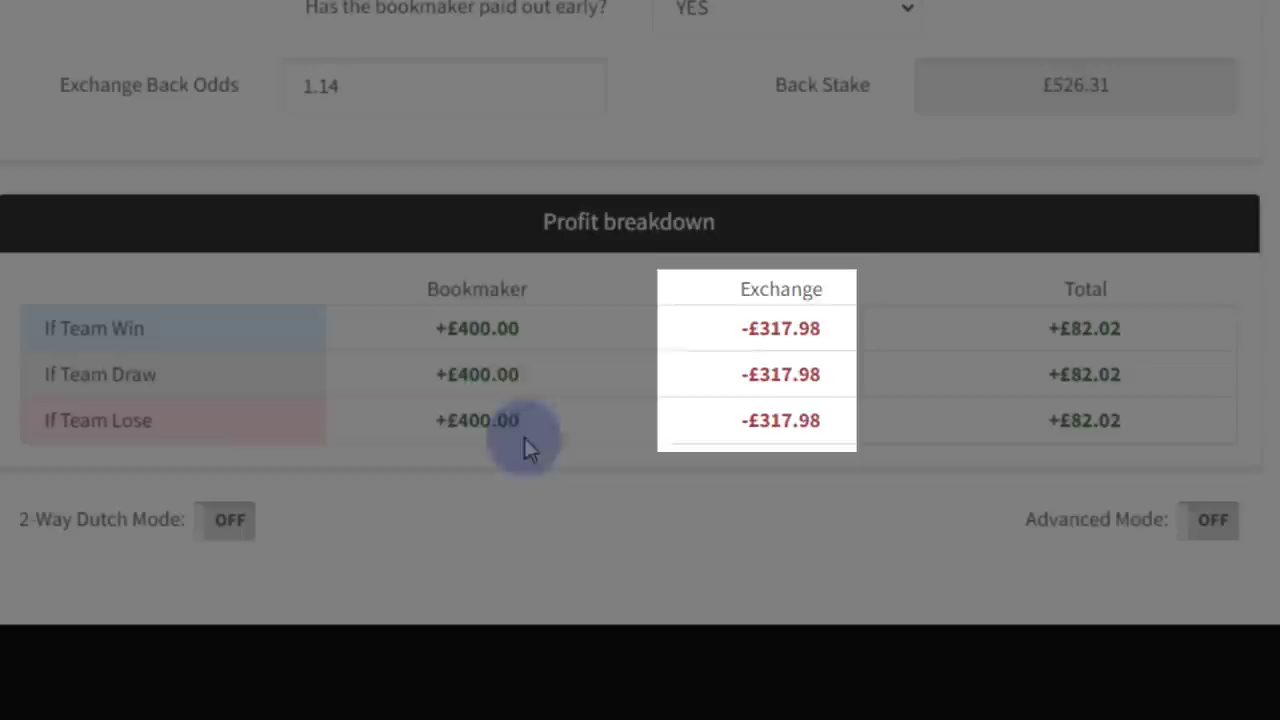 Has the bookmaker paid out early? YES
Exchange Back Odds 1.14 Back Stake £526.31
Profit breakdown
Bookmaker Exchange Total
If Team Win +£400.00 -£317.98 +£82.02
If Team Draw +£400.00 -£317.98 +£82.02
If Team Lose +£400.00 -£317.98 +£82.02
2-Way Dutch Mode: OFF Advanced Mode: OFF